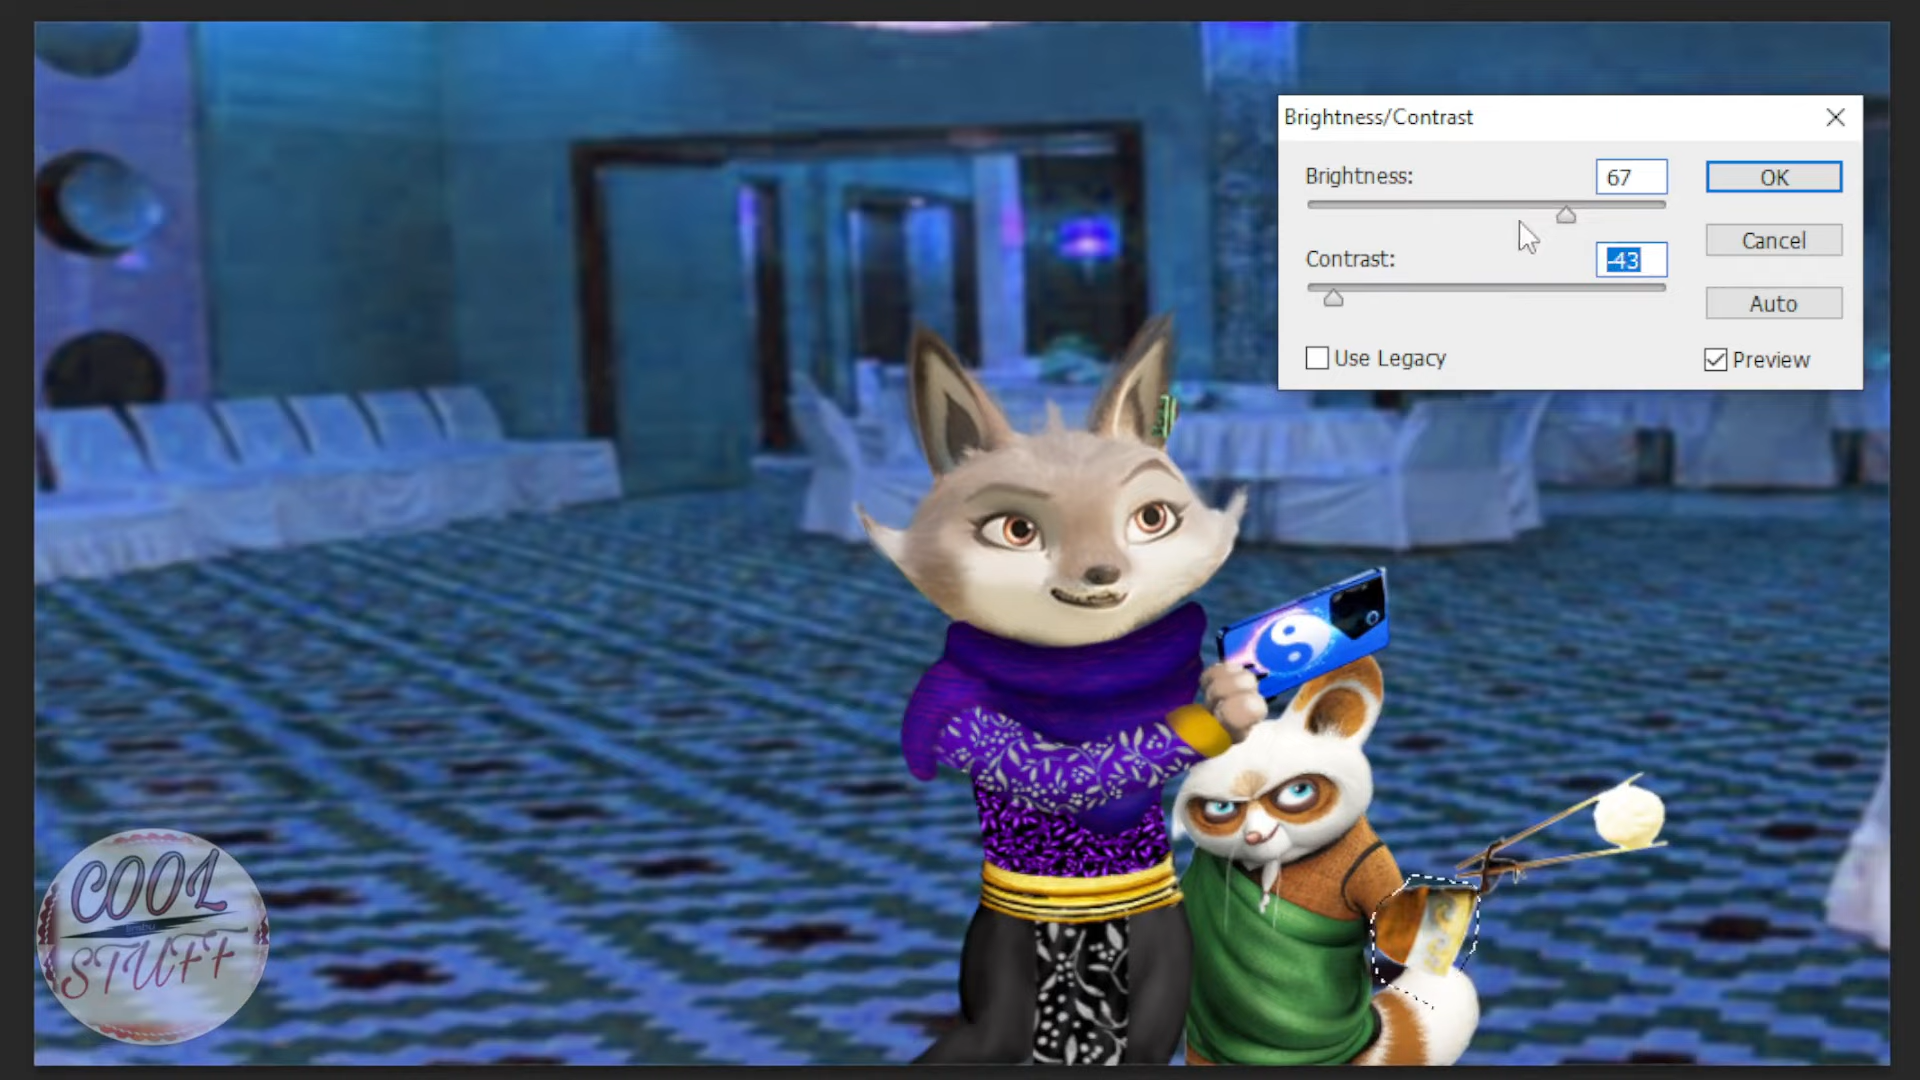 Brightness/Contrast
Brightness: 67
OK
Contrast: -43
Cancel
Auto
Use Legacy
Preview
COOL
STUFF